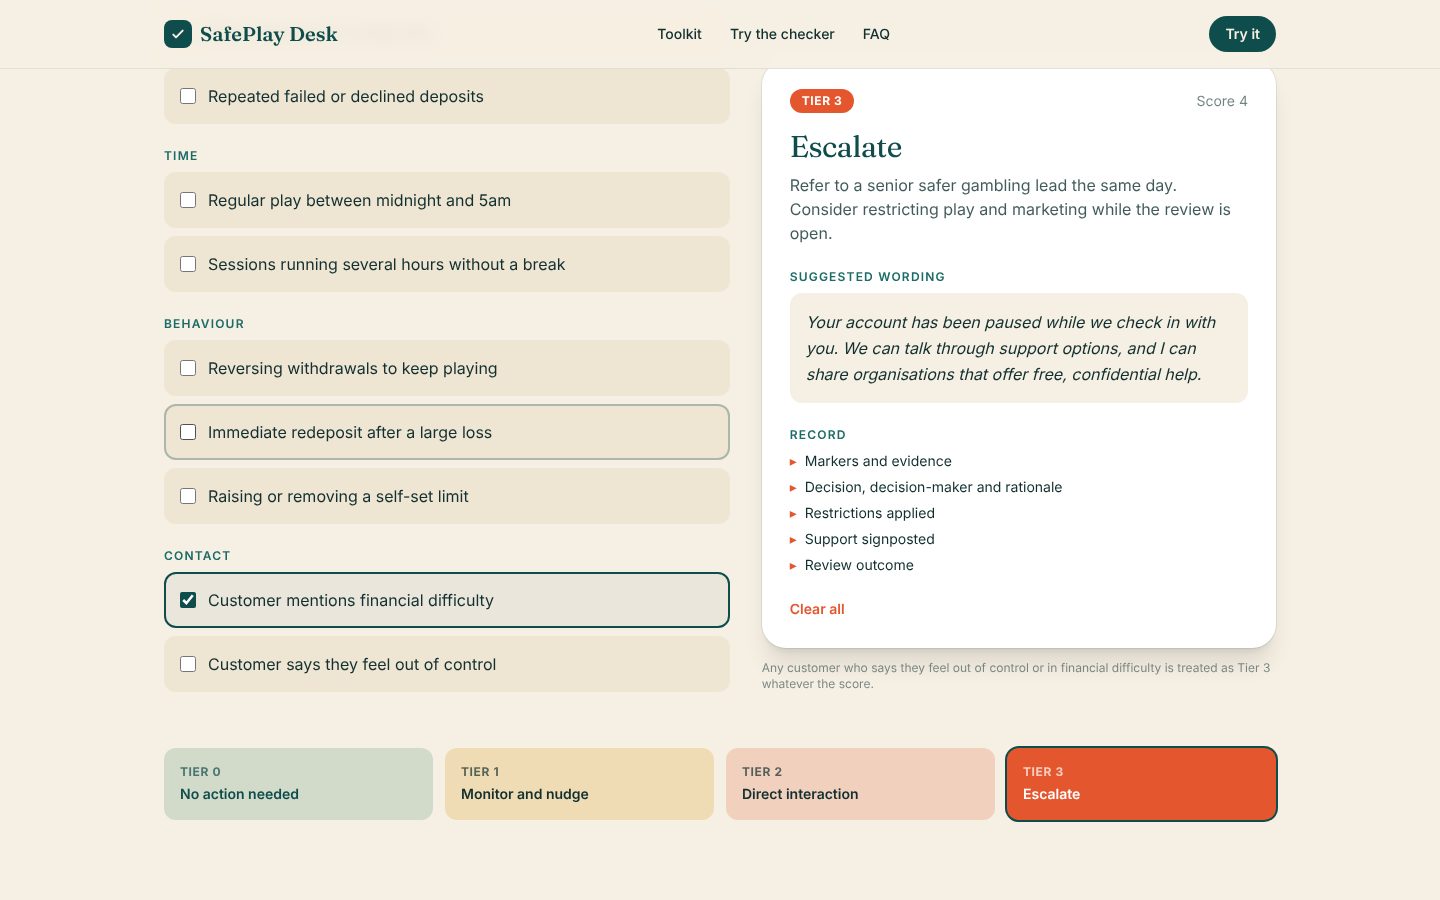 SafePlay Desk
Toolkit
Try the checker
FAQ
Try it
Repeated failed or declined deposits
TIME
Regular play between midnight and 5am
Sessions running several hours without a break
BEHAVIOUR
Reversing withdrawals to keep playing
Immediate redeposit after a large loss
Raising or removing a self-set limit
CONTACT
Customer mentions financial difficulty
Customer says they feel out of control
TIER 3
Score 4
Escalate
Refer to a senior safer gambling lead the same day.
Consider restricting play and marketing while the review is
open.
SUGGESTED WORDING
Your account has been paused while we check in with
you. We can talk through support options, and I can
share organisations that offer free, confidential help.
RECORD
Markers and evidence
Decision, decision-maker and rationale
Restrictions applied
Support signposted
Review outcome
Clear all
Any customer who says they feel out of control or in financial difficulty is treated as Tier 3
whatever the score.
TIER 0
No action needed
TIER 1
Monitor and nudge
TIER 2
Direct interaction
TIER 3
Escalate